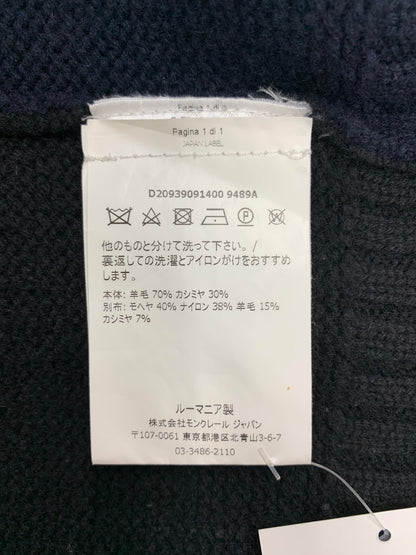 Pagina 1 di 1
Pagina 1 di 1
JAPAN LABEL
D20939091400 9489A
他のものと分けて洗って下さい。/
裏返しての洗濯とアイロンがけをおすすめ
します。
本体: 羊毛 70% カシミヤ 30%
別布: モヘヤ 40% ナイロン 38% 羊毛 15%
カシミヤ 7%
ルーマニア製
株式会社モンクレール ジャパン
〒107-0061 東京都港区北青山3-6-7
03-3486-2110